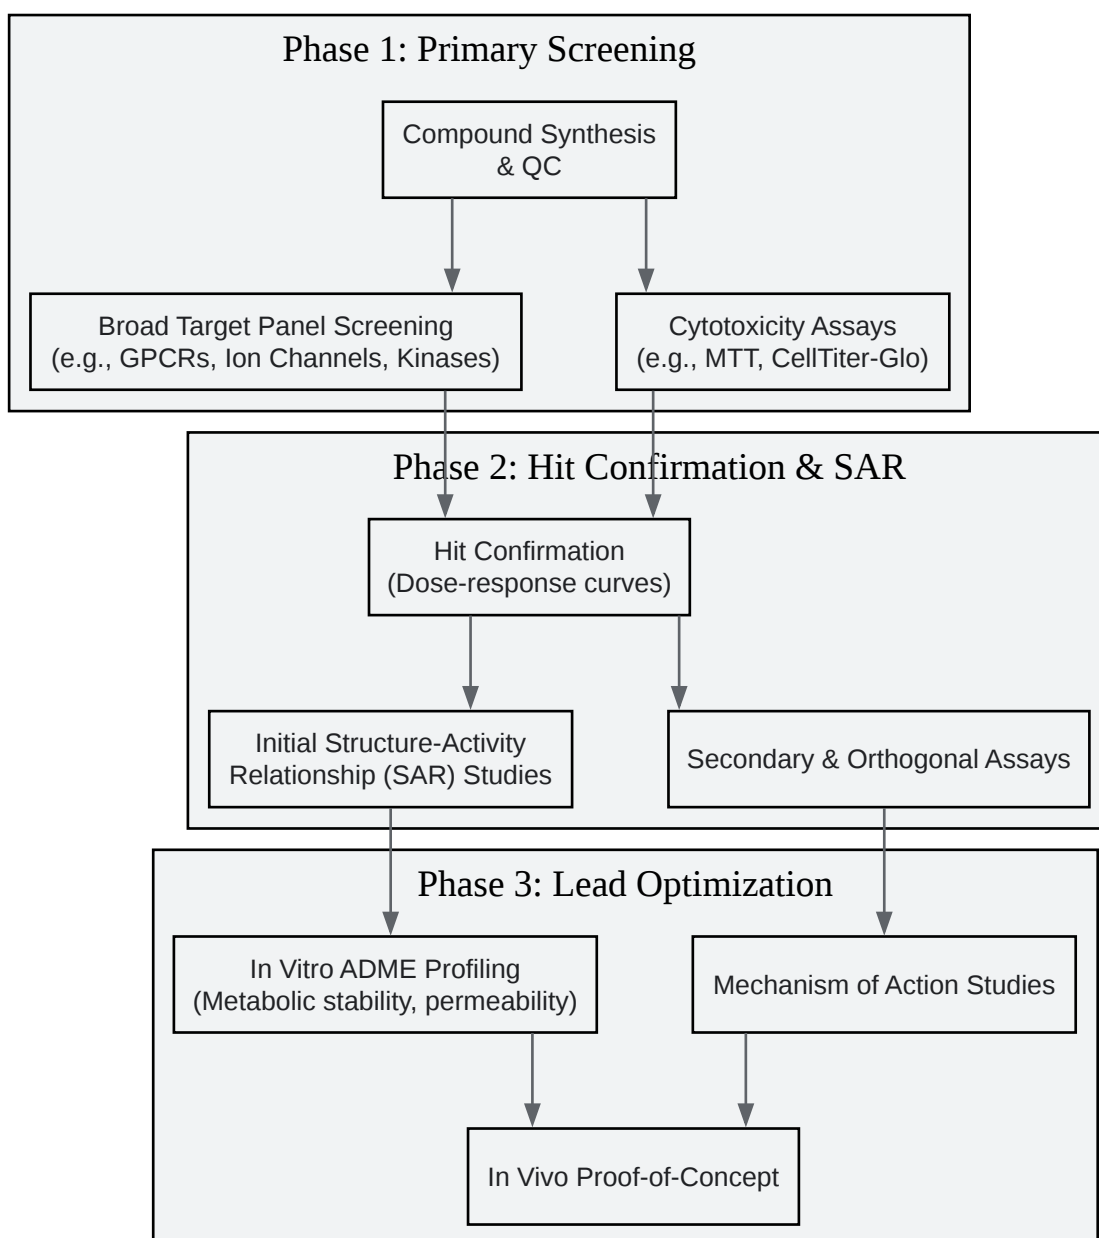 Phase 1: Primary Screening
Compound Synthesis
& QC
Broad Target Panel Screening
(e.g., GPCRs, Ion Channels, Kinases)
Cytotoxicity Assays
(e.g., MTT, CellTiter-Glo)
Phase 2: Hit Confirmation & SAR
Hit Confirmation
(Dose-response curves)
Initial Structure-Activity
Relationship (SAR) Studies
Secondary & Orthogonal Assays
Phase 3: Lead Optimization
In Vitro ADME Profiling
(Metabolic stability, permeability)
Mechanism of Action Studies
In Vivo Proof-of-Concept